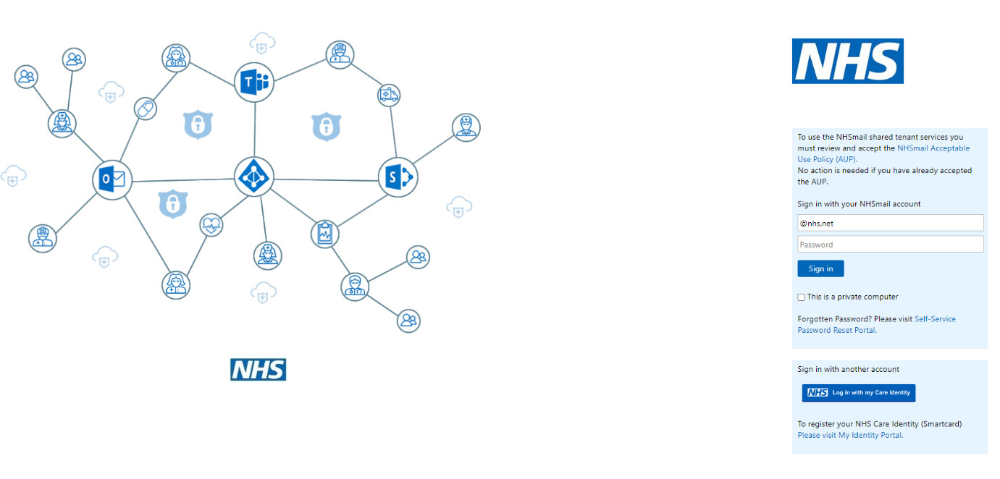 T
O
S
NHS
NHS
To use the NHSmail shared tenant services you
must review and accept the NHSmail Acceptable
Use Policy (AUP).
No action is needed if you have already accepted
the AUP.
Sign in with your NHSmail account
@nhs.net
Password
Sign in
This is a private computer
Forgotten Password? Please visit Self-Service
Password Reset Portal.
Sign in with another account
NHS Log in with my Care Identity
To register your NHS Care Identity (Smartcard)
Please visit My Identity Portal.